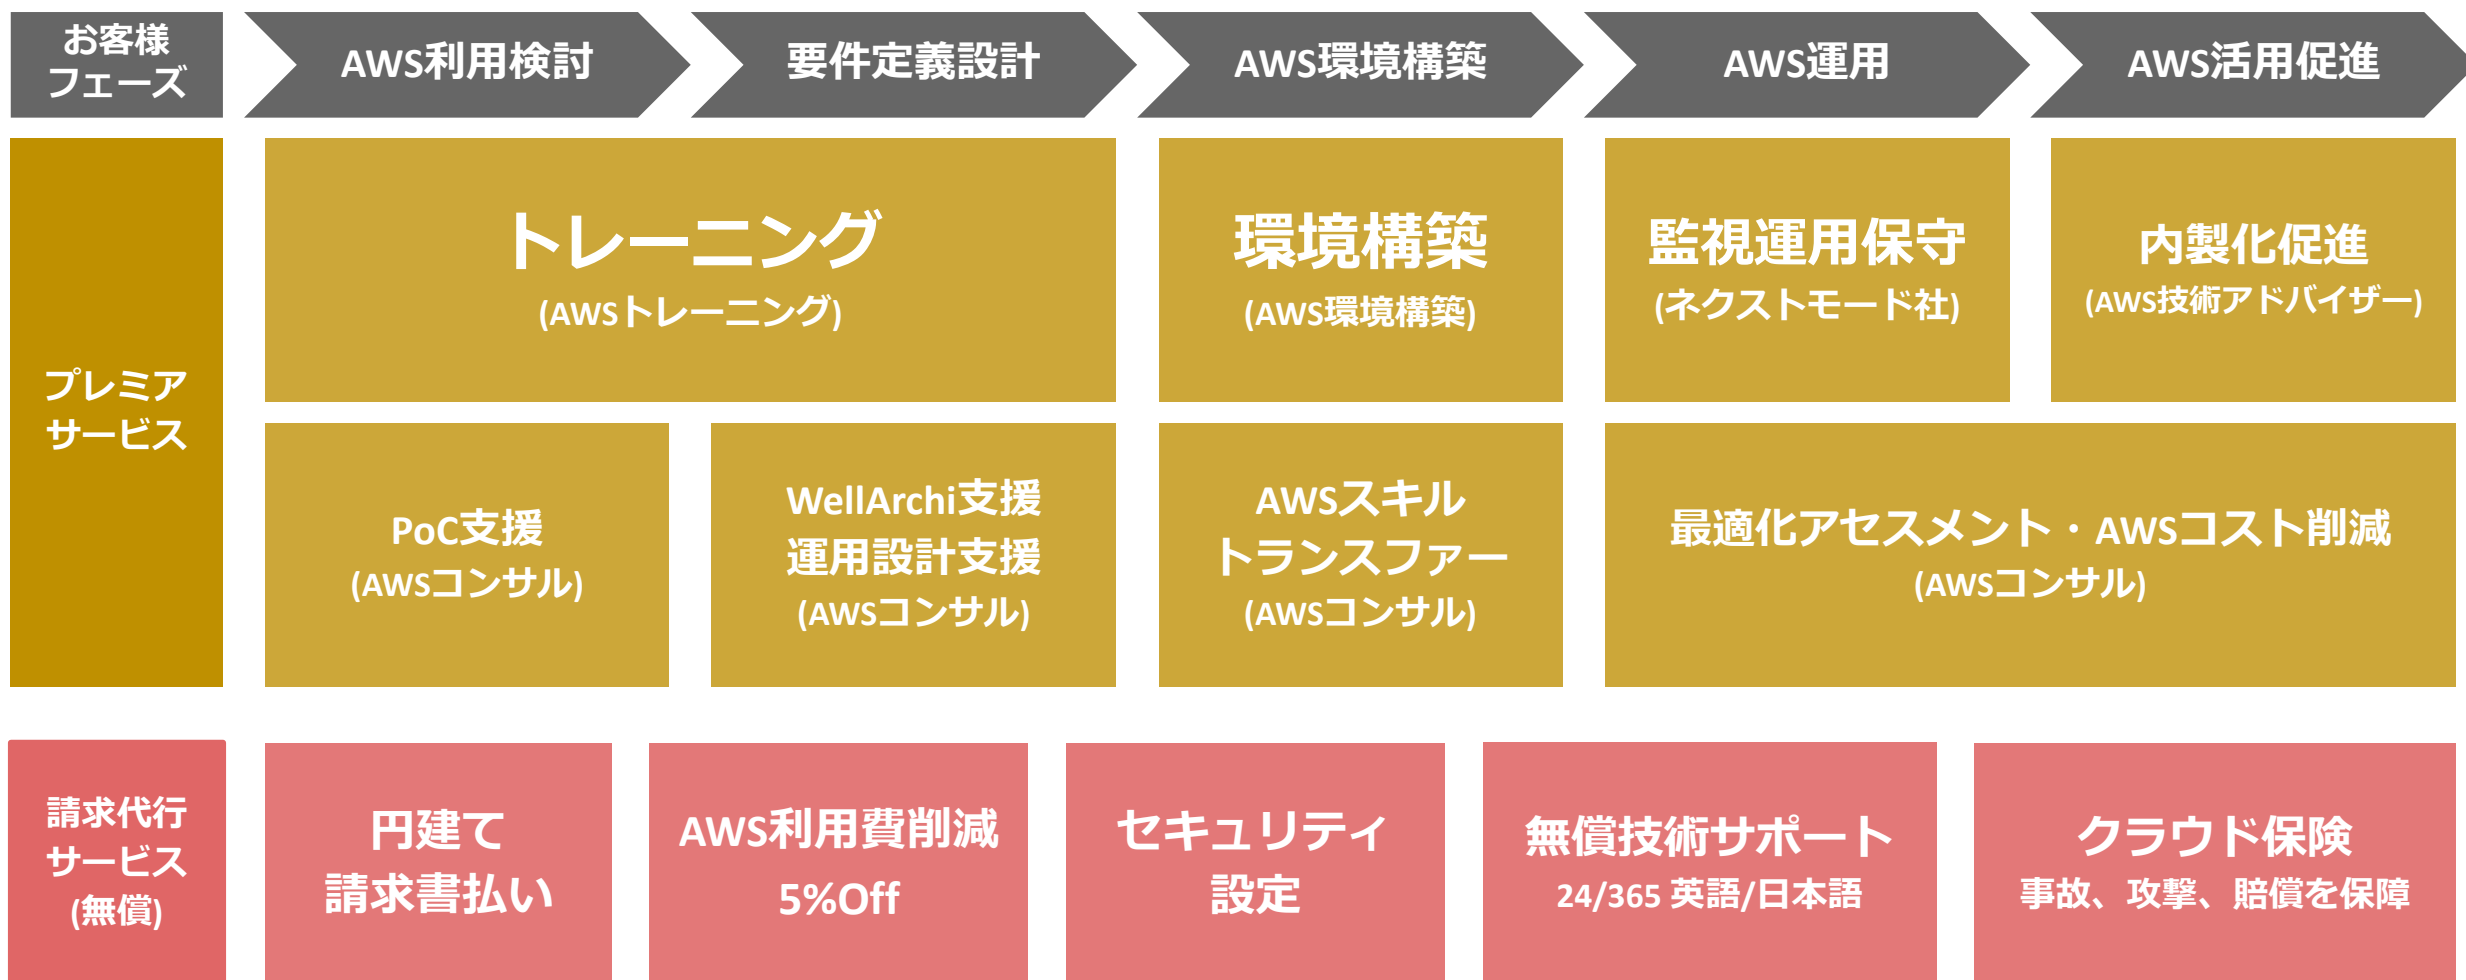 お客様
フェーズ
AWS利用検討
要件定義設計
AWS環境構築
AWS運用
AWS活用促進
プレミア
サービス
トレーニング
(AWSトレーニング)
環境構築
(AWS環境構築)
監視運用保守
(ネクストモード社)
内製化促進
(AWS技術アドバイザー)
PoC支援
(AWSコンサル)
WellArchi支援
運用設計支援
(AWSコンサル)
AWSスキル
トランスファー
(AWSコンサル)
最適化アセスメント・AWSコスト削減
(AWSコンサル)
請求代行
サービス
(無償)
円建て
請求書払い
AWS利用費削減
5%Off
セキュリティ
設定
無償技術サポート
24/365 英語/日本語
クラウド保険
事故、攻撃、賠償を保障